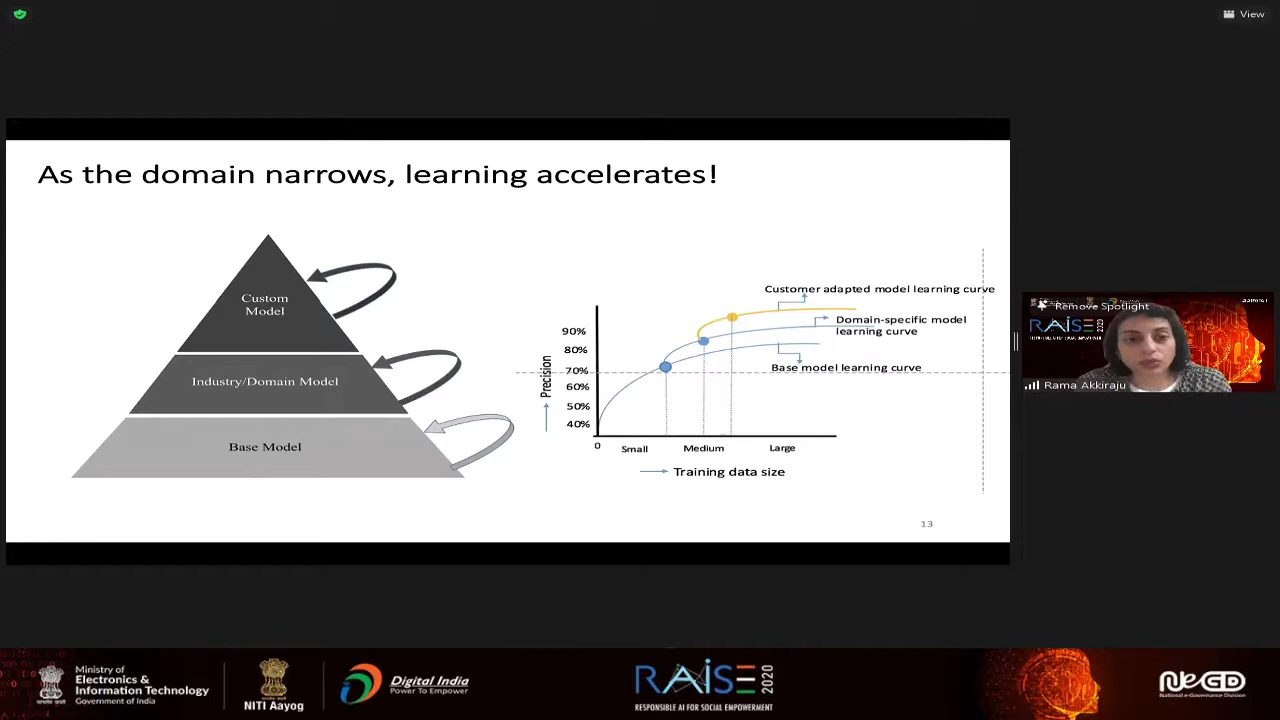 View
As the domain narrows, learning accelerates!
Custom
Model
Industry/Domain Model
Base Model
Precision
90%
80%
70%
60%
50%
40%
0
Small
Medium
Large
Training data size
Customer adapted model learning curve
Domain-specific model
learning curve
Base model learning curve
13
Remove Spotlight
RAISE 2020
Rama Akkiraju
Ministry of
Electronics &
Information Technology
Government of India
NITI Aayog
Digital India
Power To Empower
RAISE 2020
RESPONSIBLE AI FOR SOCIAL EMPOWERMENT
NeGD
National e-Governance Division